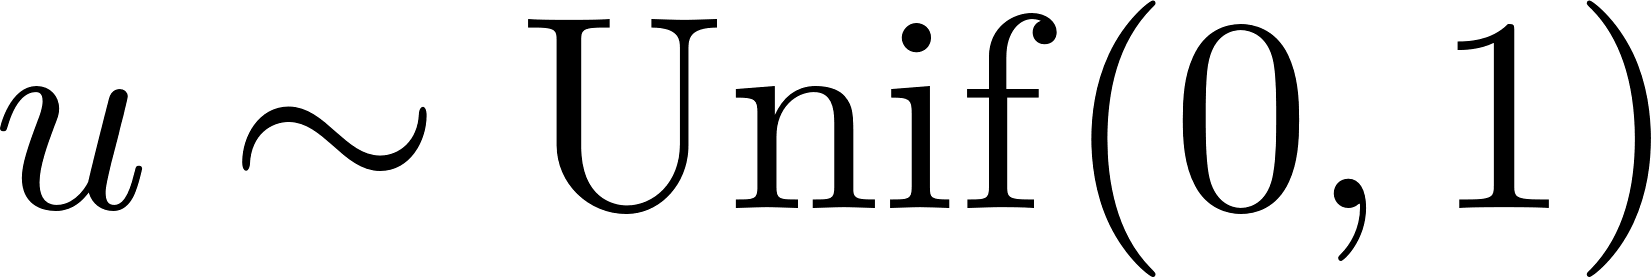 u ∼ Unif(0, 1)